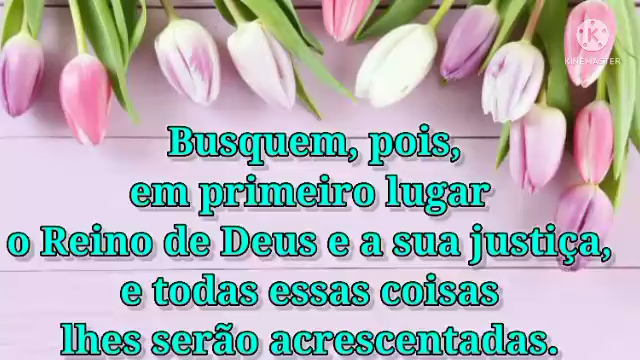 KINEMASTER
Busquem, pois,
em primeiro lugar
o Reino de Deus e a sua justiça,
e todas essas coisas
lhes serão acrescentadas.